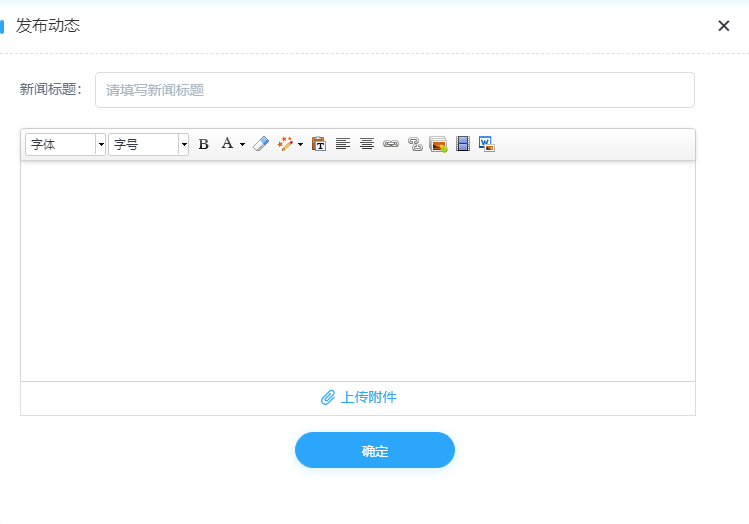 发布动态
新闻标题：
请填写新闻标题
字体 字号 B A
上传附件
确定